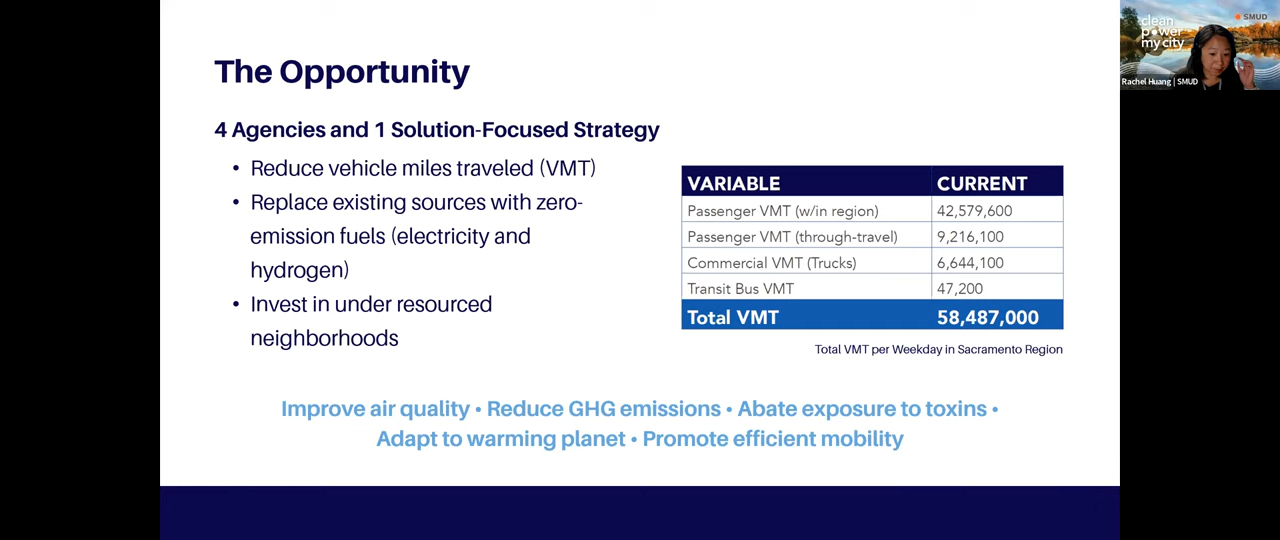 The Opportunity
4 Agencies and 1 Solution-Focused Strategy
• Reduce vehicle miles traveled (VMT)
• Replace existing sources with zero-
emission fuels (electricity and
hydrogen)
• Invest in under resourced
neighborhoods
VARIABLE CURRENT
Passenger VMT (w/in region) 42,579,600
Passenger VMT (through-travel) 9,216,100
Commercial VMT (Trucks) 6,644,100
Transit Bus VMT 47,200
Total VMT 58,487,000
Total VMT per Weekday in Sacramento Region
Improve air quality • Reduce GHG emissions • Abate exposure to toxins •
Adapt to warming planet • Promote efficient mobility
SMUD
clean
power
my city
Rachel Huang | SMUD